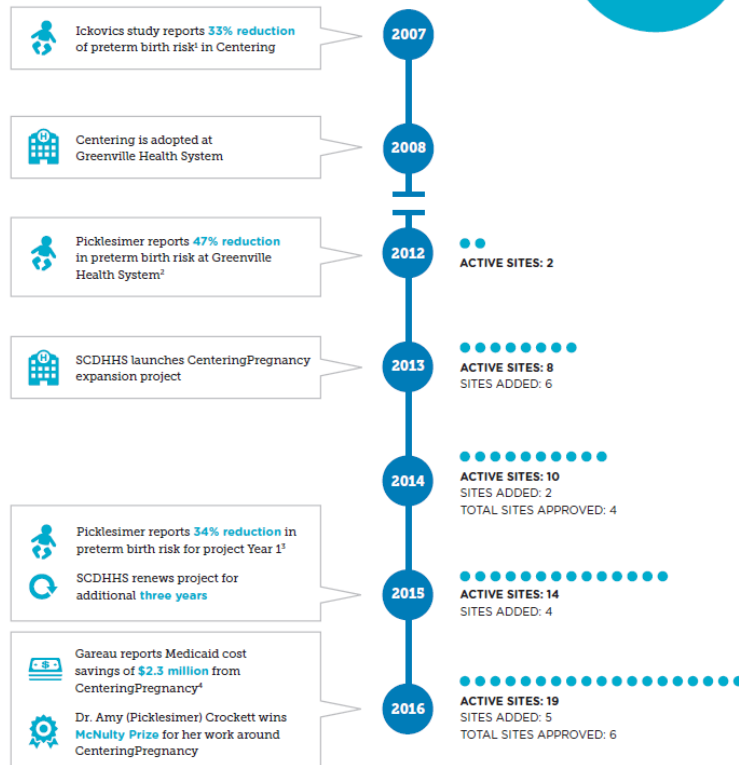 Ickovics study reports 33% reduction
of preterm birth risk¹ in Centering
2007
Centering is adopted at
Greenville Health System
2008
Picklesimer reports 47% reduction
in preterm birth risk at Greenville
Health System²
2012
ACTIVE SITES: 2
SCDHHS launches CenteringPregnancy
expansion project
2013
ACTIVE SITES: 8
SITES ADDED: 6
2014
ACTIVE SITES: 10
SITES ADDED: 2
TOTAL SITES APPROVED: 4
Picklesimer reports 34% reduction in
preterm birth risk for project Year 1³
SCDHHS renews project for
additional three years
2015
ACTIVE SITES: 14
SITES ADDED: 4
Gareau reports Medicaid cost
savings of $2.3 million from
CenteringPregnancy⁴
Dr. Amy (Picklesimer) Crockett wins
McNulty Prize for her work around
CenteringPregnancy
2016
ACTIVE SITES: 19
SITES ADDED: 5
TOTAL SITES APPROVED: 6
H
H
$